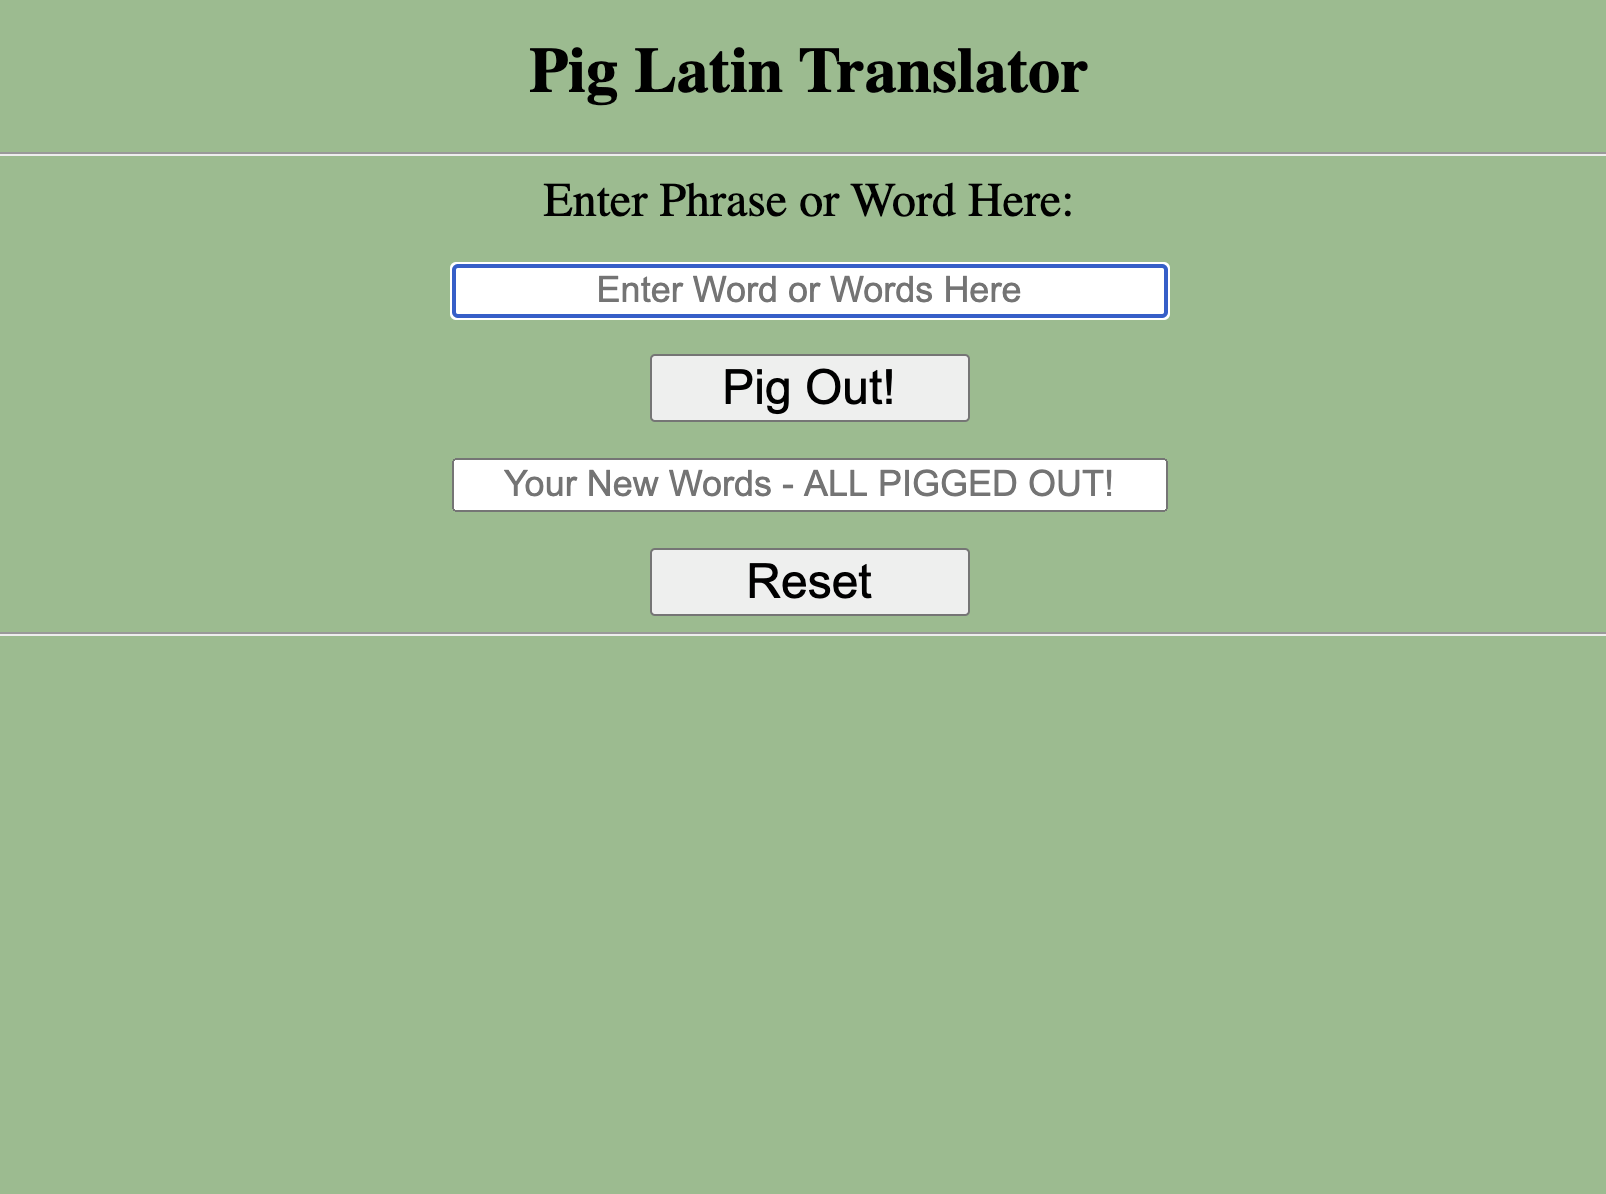 Pig Latin Translator
Enter Phrase or Word Here:
Enter Word or Words Here
Pig Out!
Your New Words - ALL PIGGED OUT!
Reset